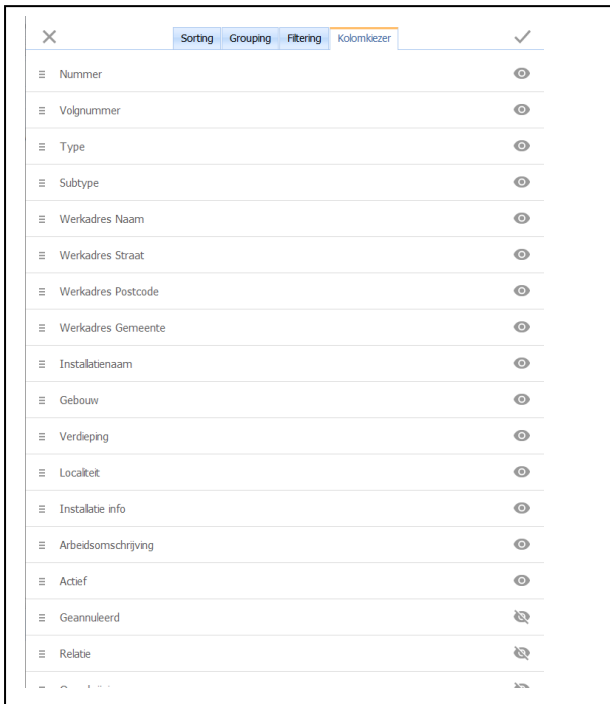 Sorting Grouping Filtering Kolomkiezer
Nummer
Volgnummer
Type
Subtype
Werkadres Naam
Werkadres Straat
Werkadres Postcode
Werkadres Gemeente
Installatienaam
Gebouw
Verdieping
Localiteit
Installatie info
Arbeidsomschrijving
Actief
Geannuleerd
Relatie